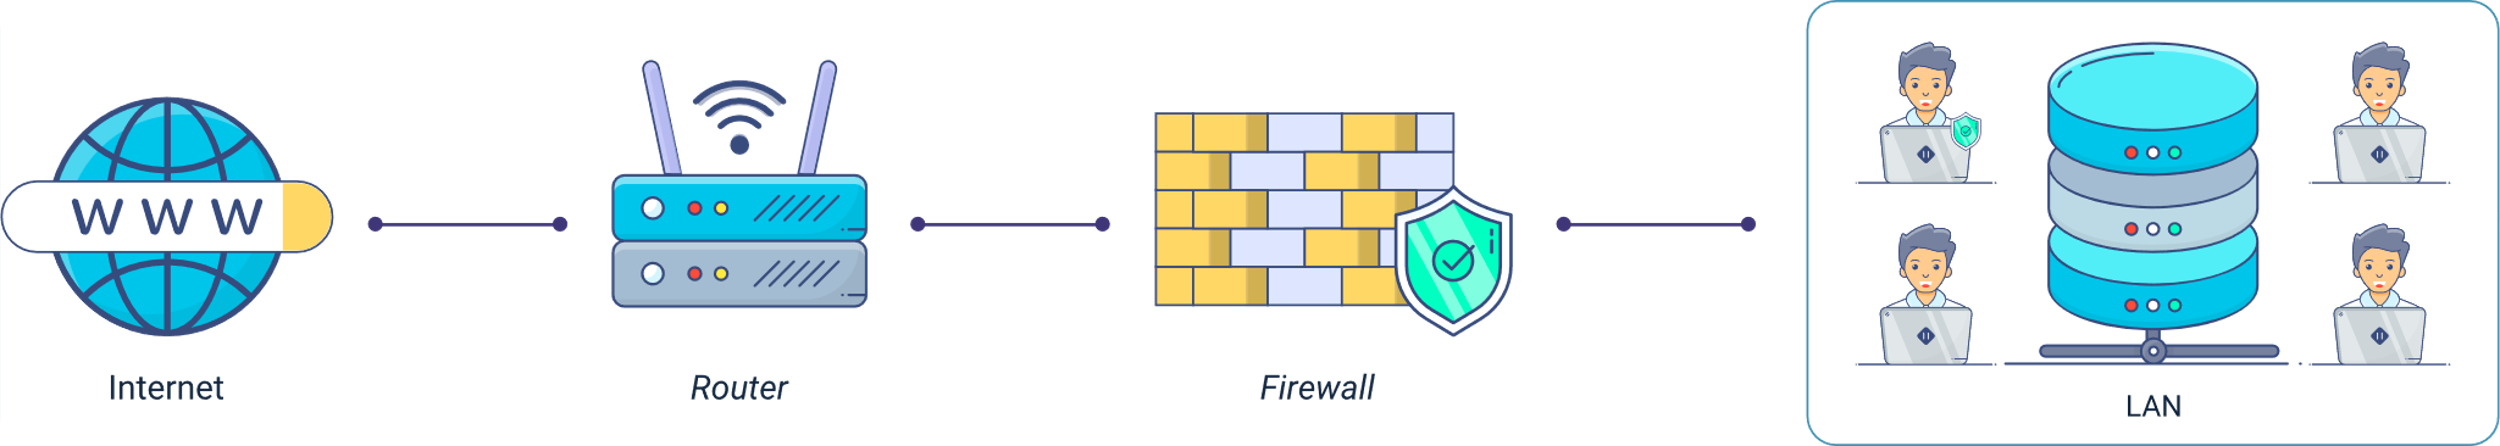 WWW
Internet
Router
Firewall
LAN